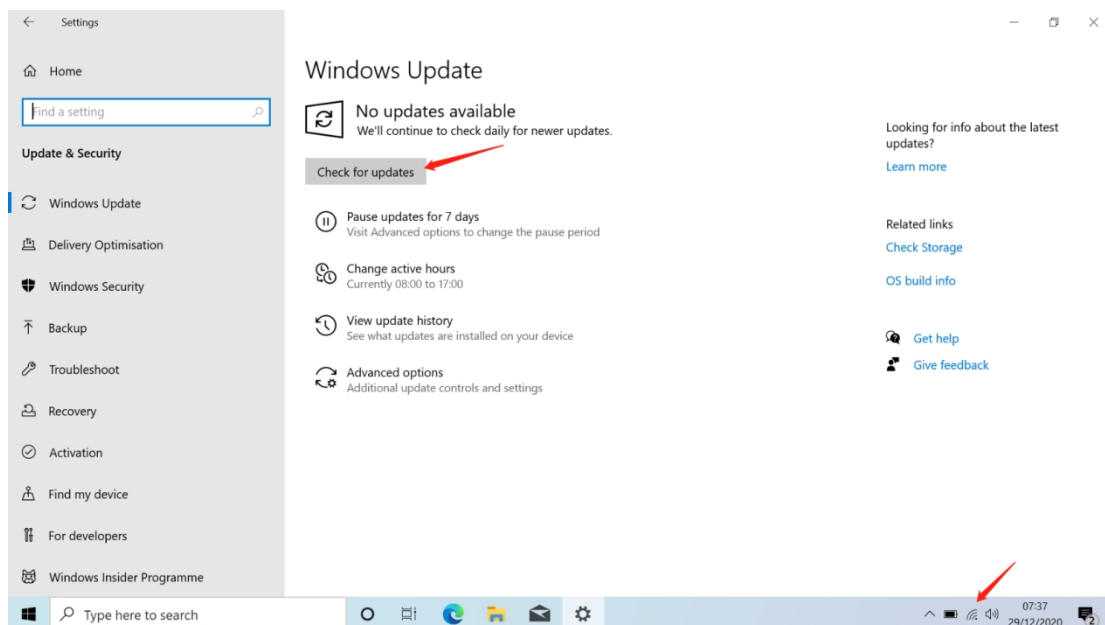 Settings
Home
Find a setting
Update & Security
Windows Update
Delivery Optimisation
Windows Security
Backup
Troubleshoot
Recovery
Activation
Find my device
For developers
Windows Insider Programme
Windows Update
No updates available
We'll continue to check daily for newer updates.
Check for updates
Pause updates for 7 days
Visit Advanced options to change the pause period
Change active hours
Currently 08:00 to 17:00
View update history
See what updates are installed on your device
Advanced options
Additional update controls and settings
Looking for info about the latest
updates?
Learn more
Related links
Check Storage
OS build info
Get help
Give feedback
Type here to search
07:37
29/12/2020
2